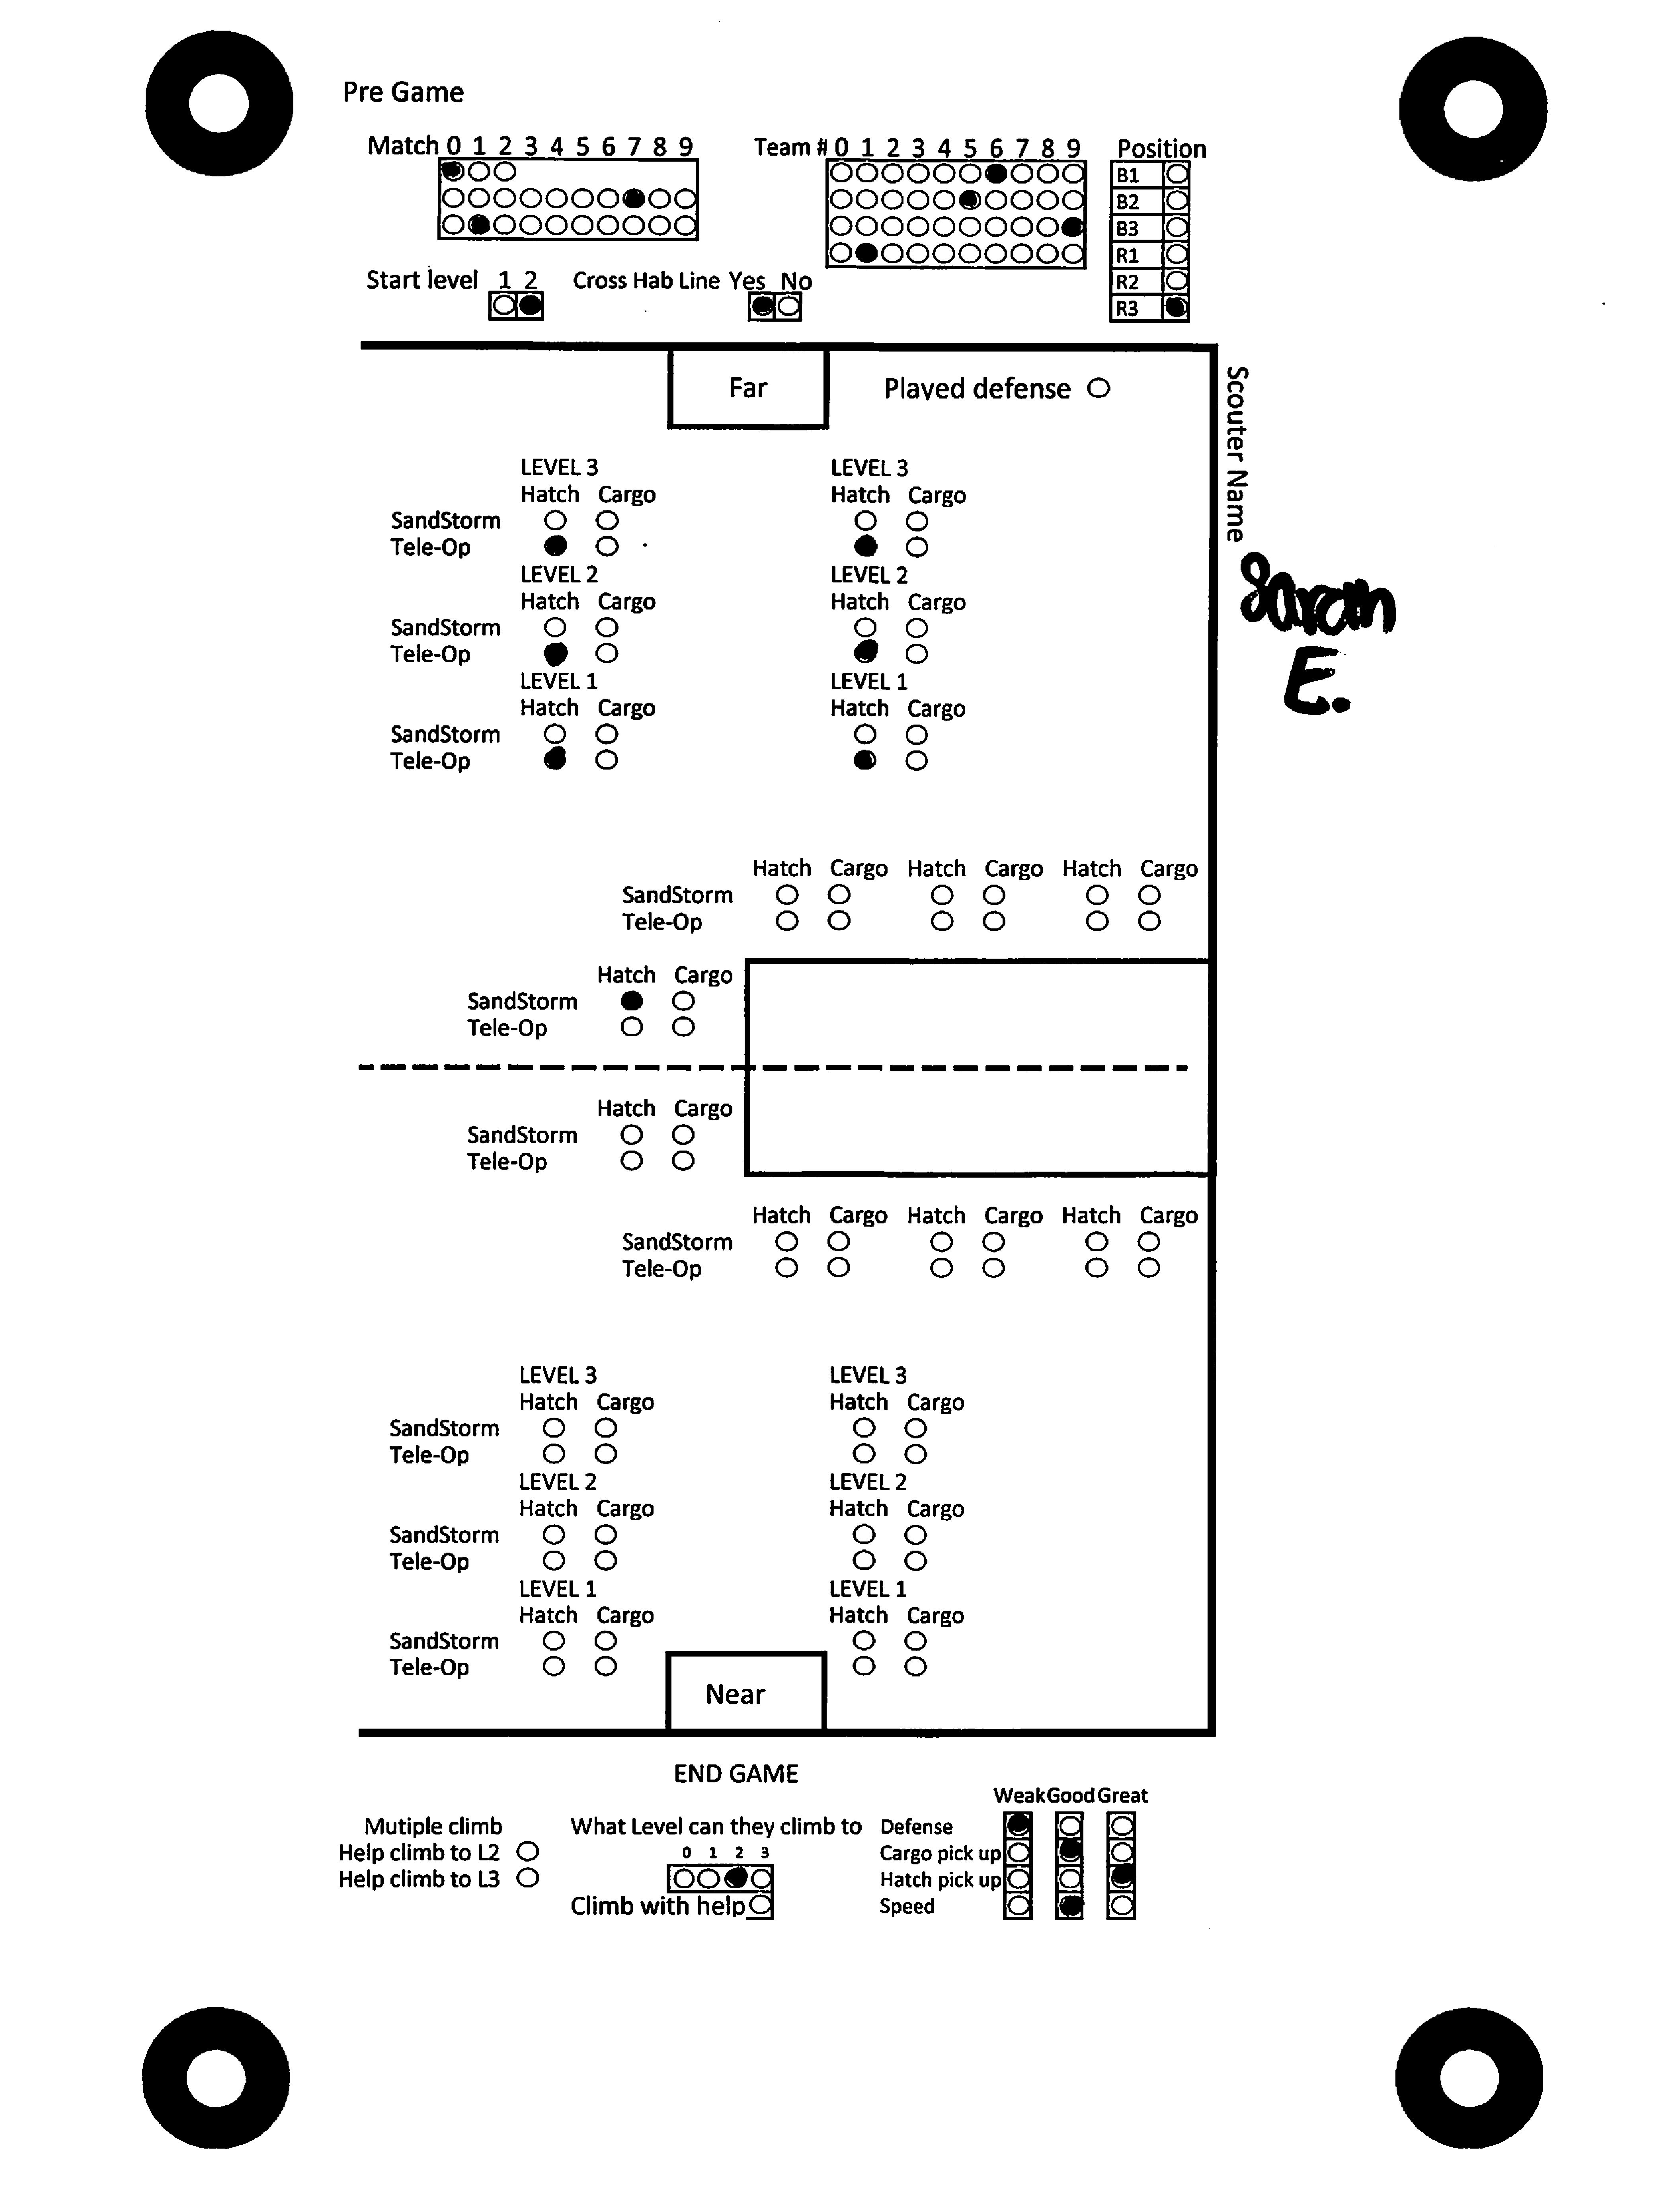 Pre Game
Match 0 1 2 3 4 5 6 7 8 9
Team # 0 1 2 3 4 5 6 7 8 9
Position
B1
B2
B3
R1
R2
R3
Start level 1 2
Cross Hab Line Yes No
Far
Played defense
Scouter Name
Sarah
E.
LEVEL 3 LEVEL 3
Hatch Cargo Hatch Cargo
SandStorm
Tele-Op
LEVEL 2 LEVEL 2
Hatch Cargo Hatch Cargo
SandStorm
Tele-Op
LEVEL 1 LEVEL 1
Hatch Cargo Hatch Cargo
SandStorm
Tele-Op
Hatch Cargo Hatch Cargo Hatch Cargo
SandStorm
Tele-Op
Hatch Cargo
SandStorm
Tele-Op
Hatch Cargo
SandStorm
Tele-Op
Hatch Cargo Hatch Cargo Hatch Cargo
SandStorm
Tele-Op
LEVEL 3 LEVEL 3
Hatch Cargo Hatch Cargo
SandStorm
Tele-Op
LEVEL 2 LEVEL 2
Hatch Cargo Hatch Cargo
SandStorm
Tele-Op
LEVEL 1 LEVEL 1
Hatch Cargo Hatch Cargo
SandStorm
Tele-Op
Near
END GAME
Mutiple climb
Help climb to L2
Help climb to L3
What Level can they climb to
0 1 2 3
Climb with help
Weak Good Great
Defense
Cargo pick up
Hatch pick up
Speed